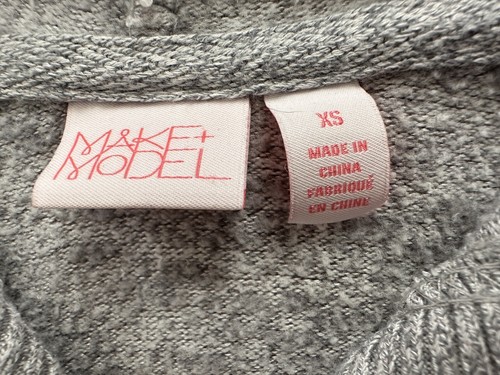 MAKE+
MODEL
XS
MADE IN
CHINA
FABRIQUÉ
EN CHINE